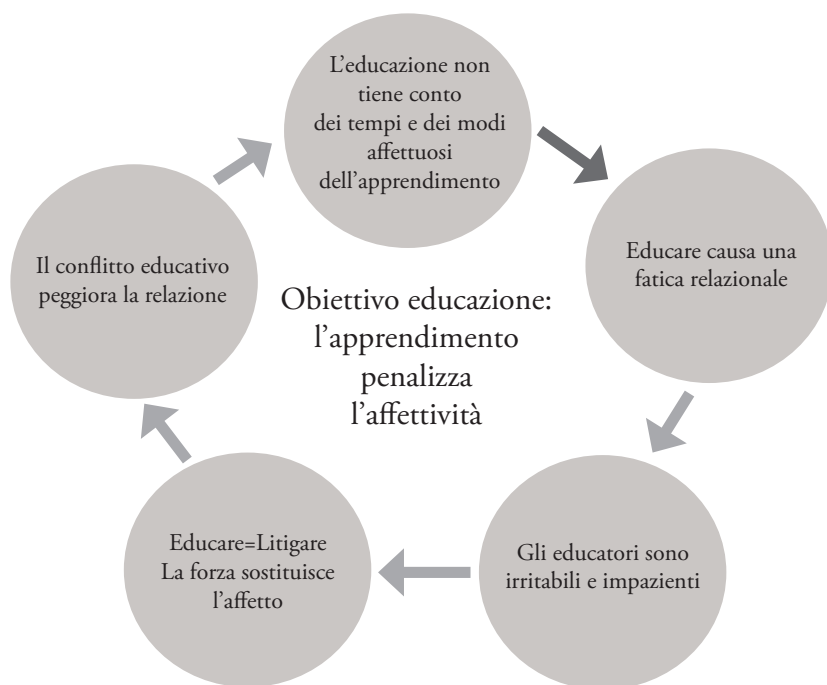 L’educazione non
tiene conto
dei tempi e dei modi
affettuosi
dell’apprendimento
Educare causa una
fatica relazionale
Gli educatori sono
irritabili e impazienti
Educare=Litigare
La forza sostituisce
l’affetto
Il conflitto educativo
peggiora la relazione
Obiettivo educazione:
l’apprendimento
penalizza
l’affettività